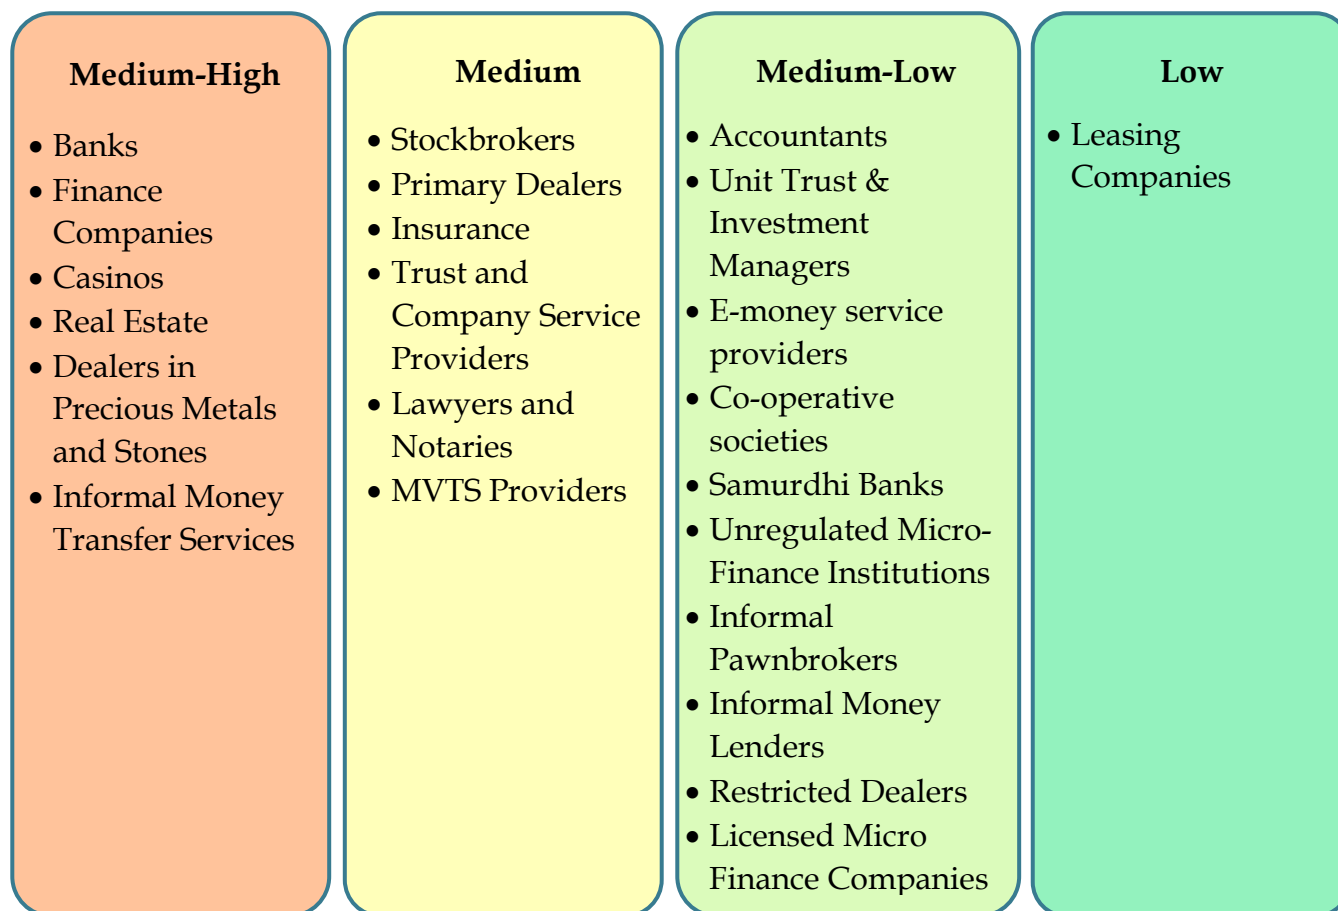 Medium-High
• Banks
• Finance
Companies
• Casinos
• Real Estate
• Dealers in
Precious Metals
and Stones
• Informal Money
Transfer Services
Medium
• Stockbrokers
• Primary Dealers
• Insurance
• Trust and
Company Service
Providers
• Lawyers and
Notaries
• MVTS Providers
Medium-Low
• Accountants
• Unit Trust &
Investment
Managers
• E-money service
providers
• Co-operative
societies
• Samurdhi Banks
• Unregulated Micro-
Finance Institutions
• Informal
Pawnbrokers
• Informal Money
Lenders
• Restricted Dealers
• Licensed Micro
Finance Companies
Low
• Leasing
Companies